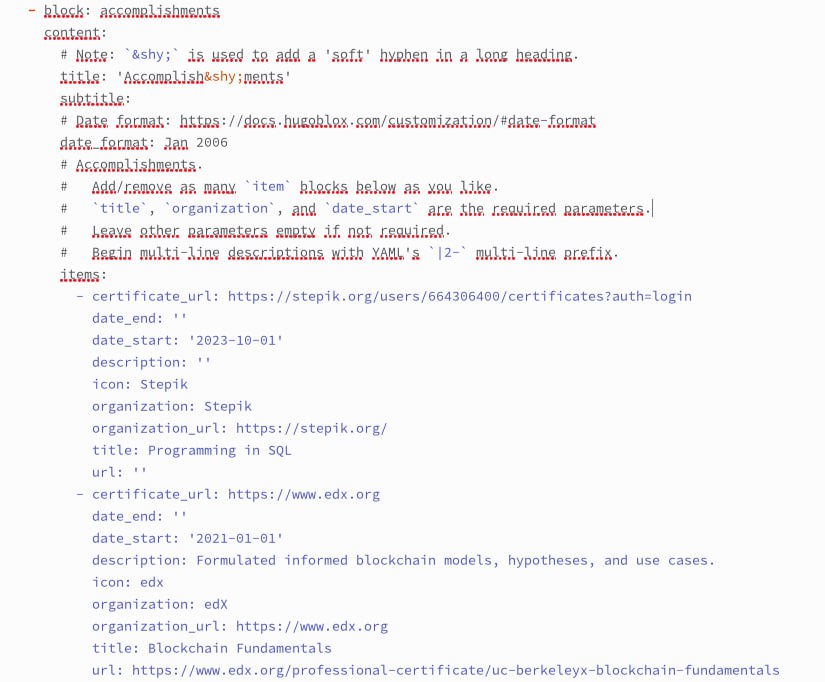 - block: accomplishments
content:
# Note: `&shy;` is used to add a 'soft' hyphen in a long heading.
title: 'Accomplish&shy;ments'
subtitle:
# Date format: https://docs.hugoblox.com/customization/#date-format
date_format: Jan 2006
# Accomplishments.
#   Add/remove as many `item` blocks below as you like.
#   `title`, `organization`, and `date_start` are the required parameters.
#   Leave other parameters empty if not required.
#   Begin multi-line descriptions with YAML's `|2-` multi-line prefix.
items:
- certificate_url: https://stepik.org/users/664306400/certificates?auth=login
date_end: ''
date_start: '2023-10-01'
description: ''
icon: Stepik
organization: Stepik
organization_url: https://stepik.org/
title: Programming in SQL
url: ''
- certificate_url: https://www.edx.org
date_end: ''
date_start: '2021-01-01'
description: Formulated informed blockchain models, hypotheses, and use cases.
icon: edx
organization: edX
organization_url: https://www.edx.org
title: Blockchain Fundamentals
url: https://www.edx.org/professional-certificate/uc-berkeleyx-blockchain-fundamentals